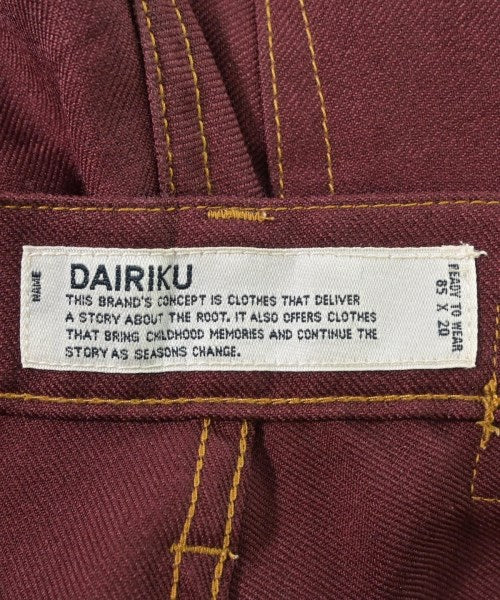 NAME
DAIRIKU
THIS BRAND'S CONCEPT IS CLOTHES THAT DELIVER
A STORY ABOUT THE ROOT. IT ALSO OFFERS CLOTHES
THAT BRING CHILDHOOD MEMORIES AND CONTINUE THE
STORY AS SEASONS CHANGE.
READY TO WEAR
85 X 20